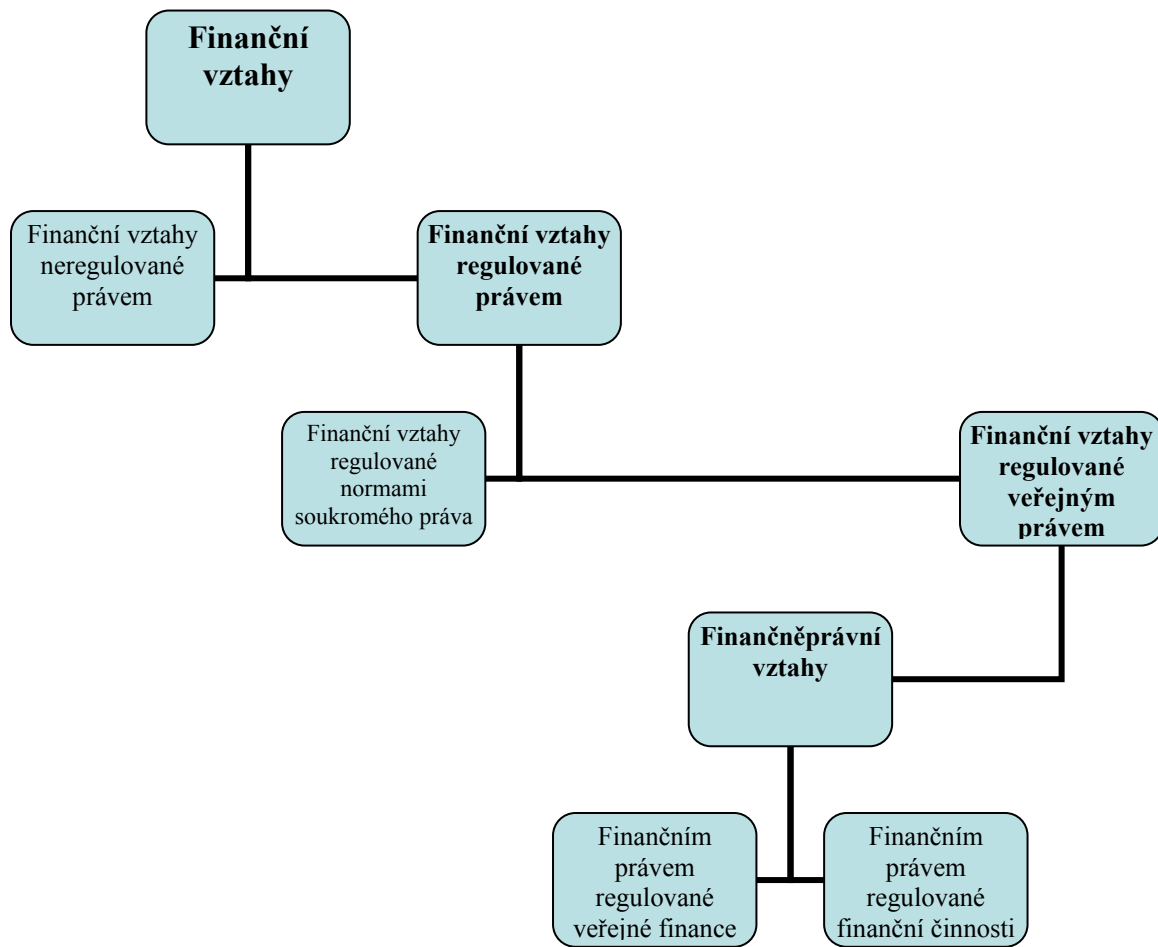 Finanční
vztahy
Finanční vztahy
neregulované
právem
Finanční vztahy
regulované
právem
Finanční vztahy
regulované
normami
soukromého práva
Finanční vztahy
regulované
veřejným
právem
Finančněprávní
vztahy
Finančním
právem
regulované
veřejné finance
Finančním
právem
regulované
finanční činnosti